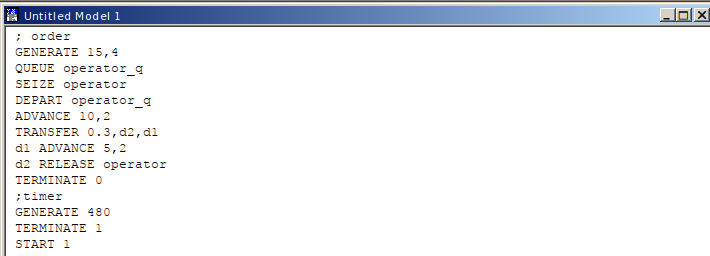 Untitled Model 1
; order
GENERATE 15,4
QUEUE operator_q
SEIZE operator
DEPART operator_q
ADVANCE 10,2
TRANSFER 0.3,d2,d1
d1 ADVANCE 5,2
d2 RELEASE operator
TERMINATE 0
;timer
GENERATE 480
TERMINATE 1
START 1